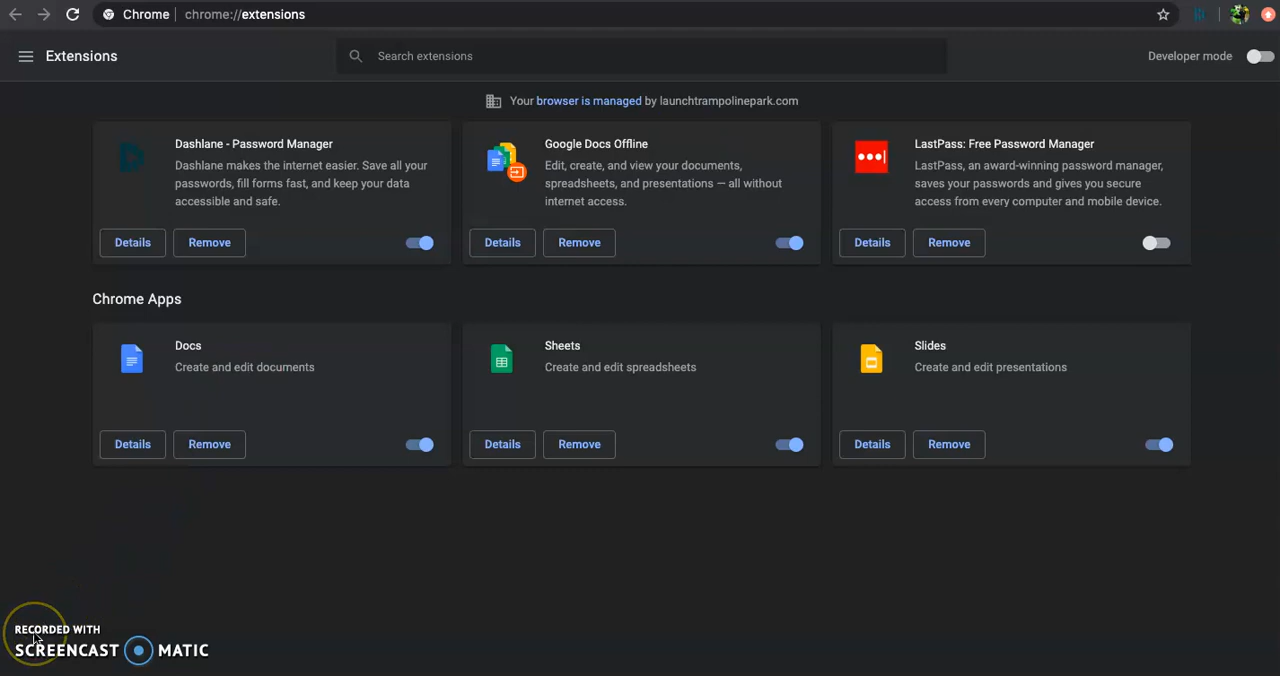 Chrome chrome://extensions
Extensions
Search extensions
Developer mode
Your browser is managed by launchtrampolinepark.com
Dashlane - Password Manager
Dashlane makes the internet easier. Save all your
passwords, fill forms fast, and keep your data
accessible and safe.
Details Remove
Google Docs Offline
Edit, create, and view your documents,
spreadsheets, and presentations — all without
internet access.
Details Remove
LastPass: Free Password Manager
LastPass, an award-winning password manager,
saves your passwords and gives you secure
access from every computer and mobile device.
Details Remove
Chrome Apps
Docs
Create and edit documents
Details Remove
Sheets
Create and edit spreadsheets
Details Remove
Slides
Create and edit presentations
Details Remove
RECORDED WITH
SCREENCAST MATIC